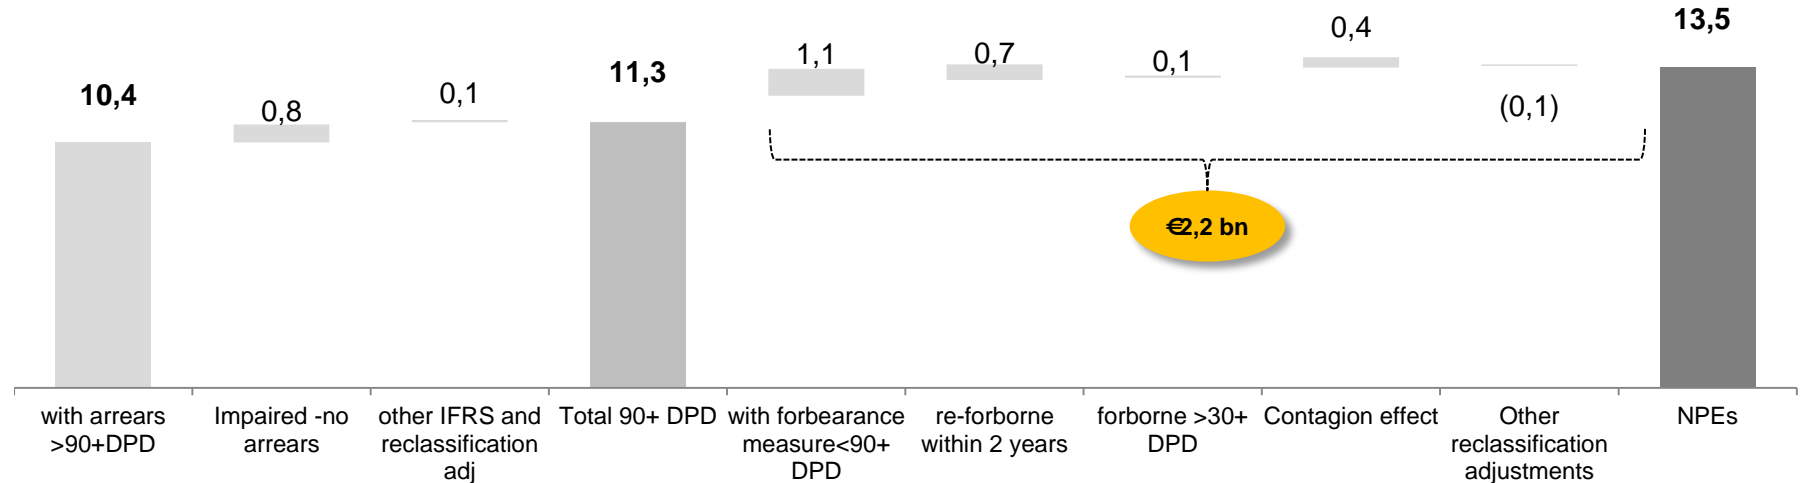 10,4
0,8
0,1
11,3
1,1
0,7
0,1
0,4
(0,1)
13,5
€2,2 bn
with arrears
>90+DPD
Impaired -no
arrears
other IFRS and
reclassification
adj
Total 90+ DPD
with forbearance
measure<90+
DPD
re-forborne
within 2 years
forborne >30+
DPD
Contagion effect
Other
reclassification
adjustments
NPEs